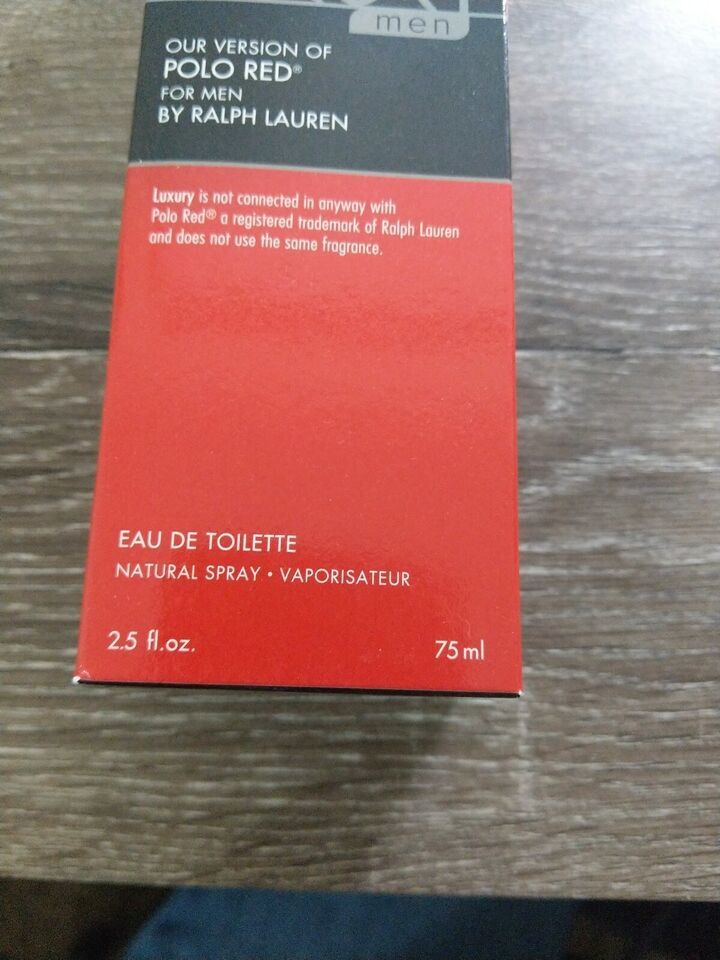 men
OUR VERSION OF
POLO RED®
FOR MEN
BY RALPH LAUREN
Luxury is not connected in anyway with
Polo Red® a registered trademark of Ralph Lauren
and does not use the same fragrance.
EAU DE TOILETTE
NATURAL SPRAY • VAPORISATEUR
2.5 fl.oz. 75 ml